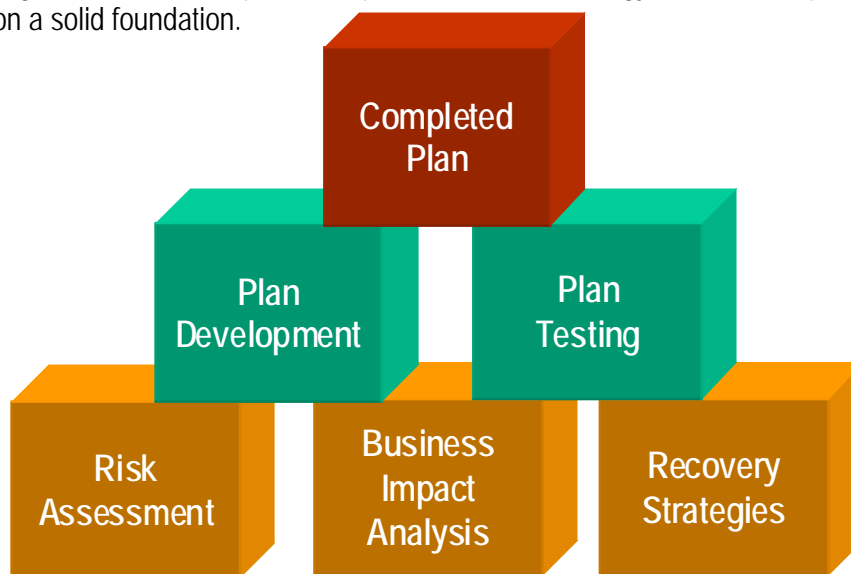 on a solid foundation.
Completed
Plan
Plan
Development
Plan
Testing
Risk
Assessment
Business
Impact
Analysis
Recovery
Strategies